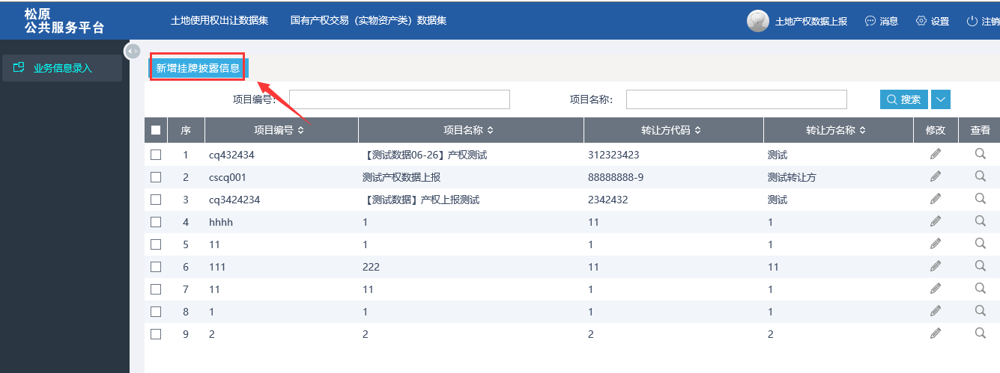 松原
公共服务平台
土地使用权出让数据集 国有产权交易（实物资产类）数据集 土地产权数据上报 消息 设置 注销
业务信息录入
新增挂牌披露信息
项目编号: 项目名称: 搜索
序 项目编号 项目名称 转让方代码 转让方名称 修改 查看
1 cq432434 【测试数据06-26】产权测试 312323423 测试
2 cscq001 测试产权数据上报 88888888-9 测试转让方
3 cq3424234 【测试数据】产权上报测试 2342432 测试
4 hhhh 1 11 1
5 11 1 1 1
6 111 222 11 11
7 11 11 1 1
8 1 1 1 1
9 2 2 2 2